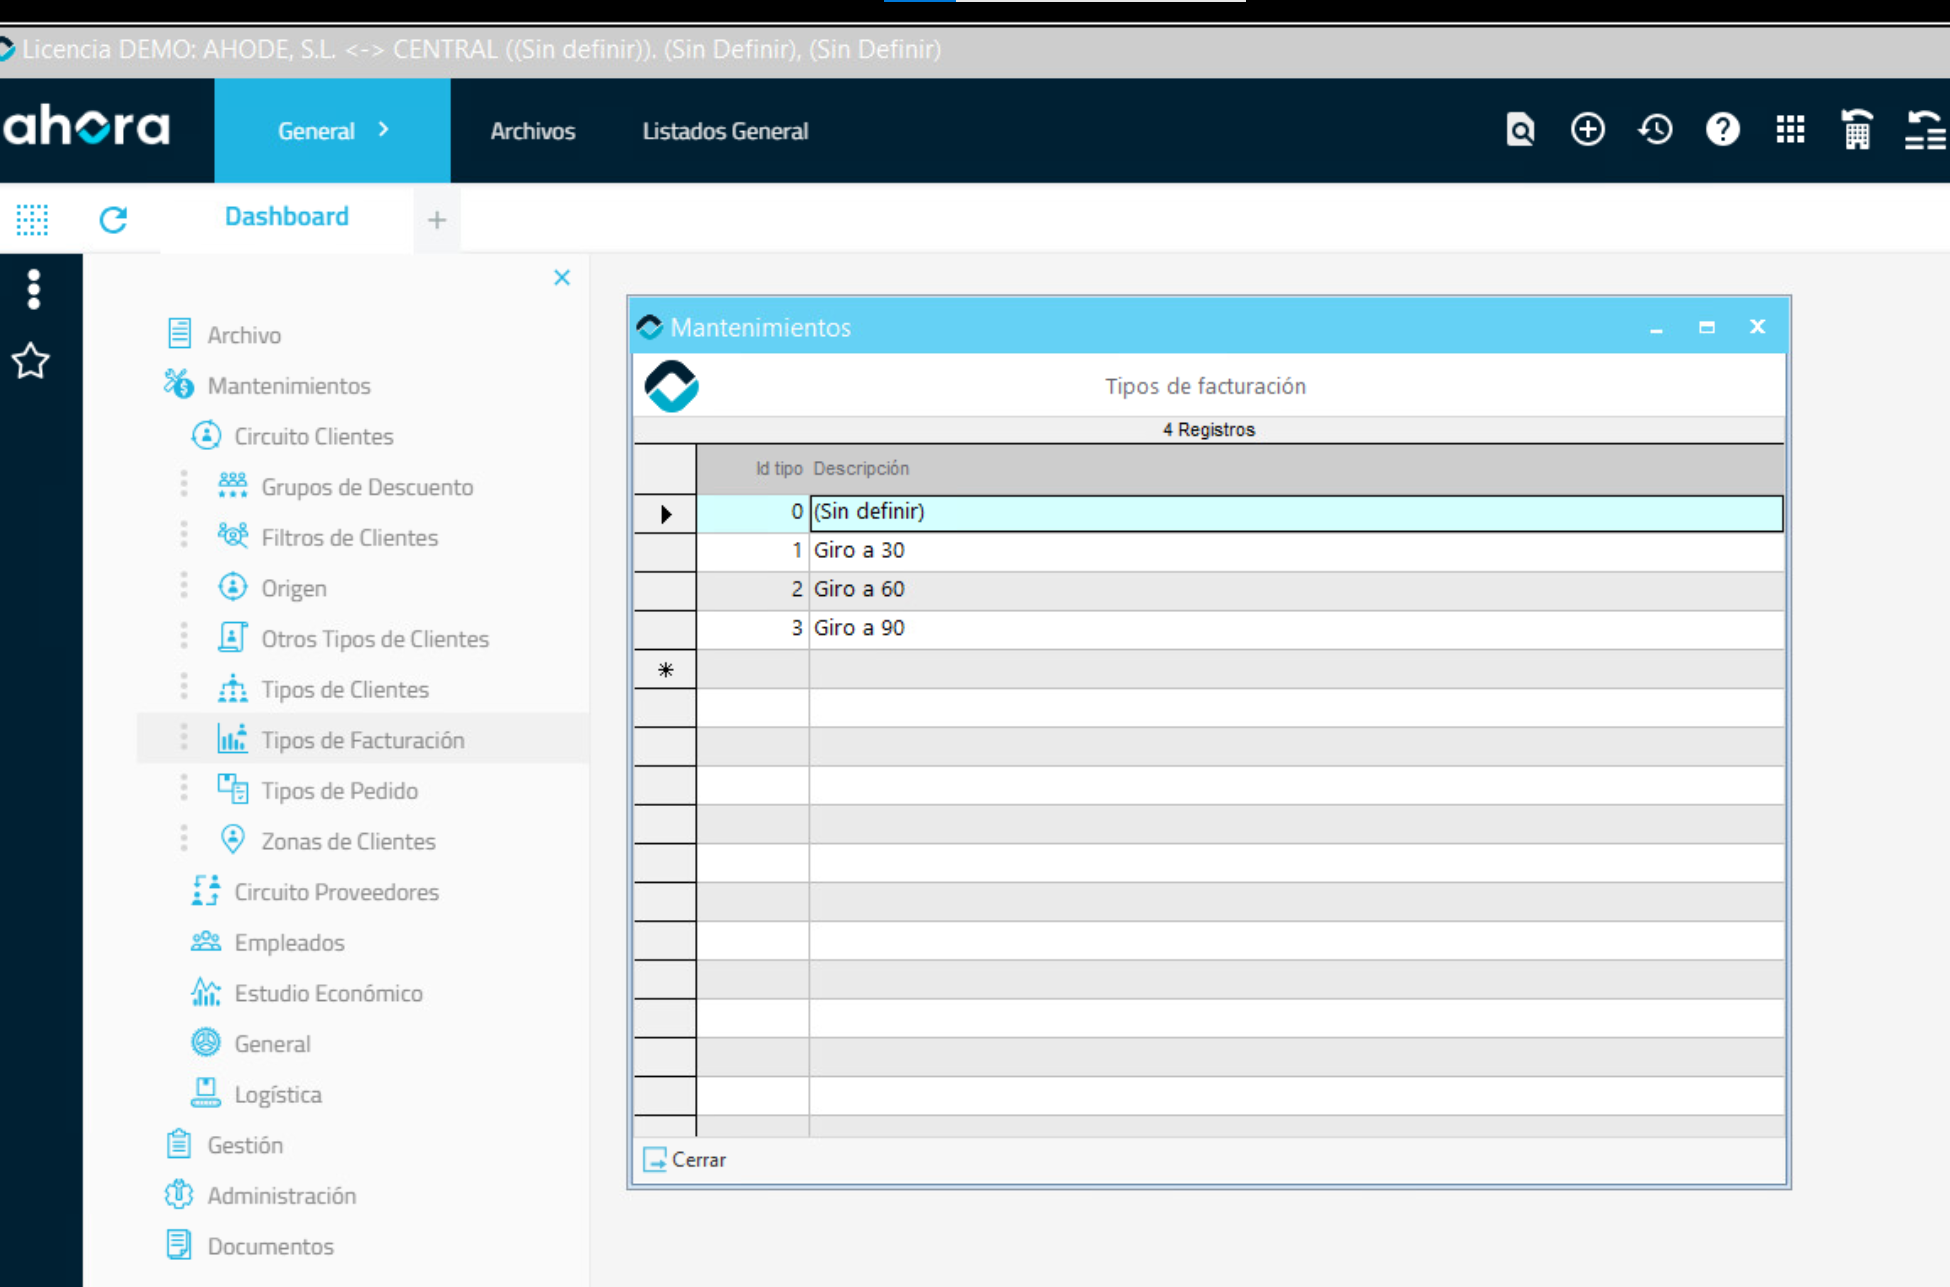 Licencia DEMO: AHODE, S.L. <-> CENTRAL ((Sin definir)). (Sin Definir), (Sin Definir)
ahora
General
Archivos
Listados General
Dashboard
Archivo
Mantenimientos
Circuito Clientes
Grupos de Descuento
Filtros de Clientes
Origen
Otros Tipos de Clientes
Tipos de Clientes
Tipos de Facturación
Tipos de Pedido
Zonas de Clientes
Circuito Proveedores
Empleados
Estudio Económico
General
Logística
Gestión
Administración
Documentos
Mantenimientos
Tipos de facturación
4 Registros
Id tipo Descripción
0 (Sin definir)
1 Giro a 30
2 Giro a 60
3 Giro a 90
Cerrar